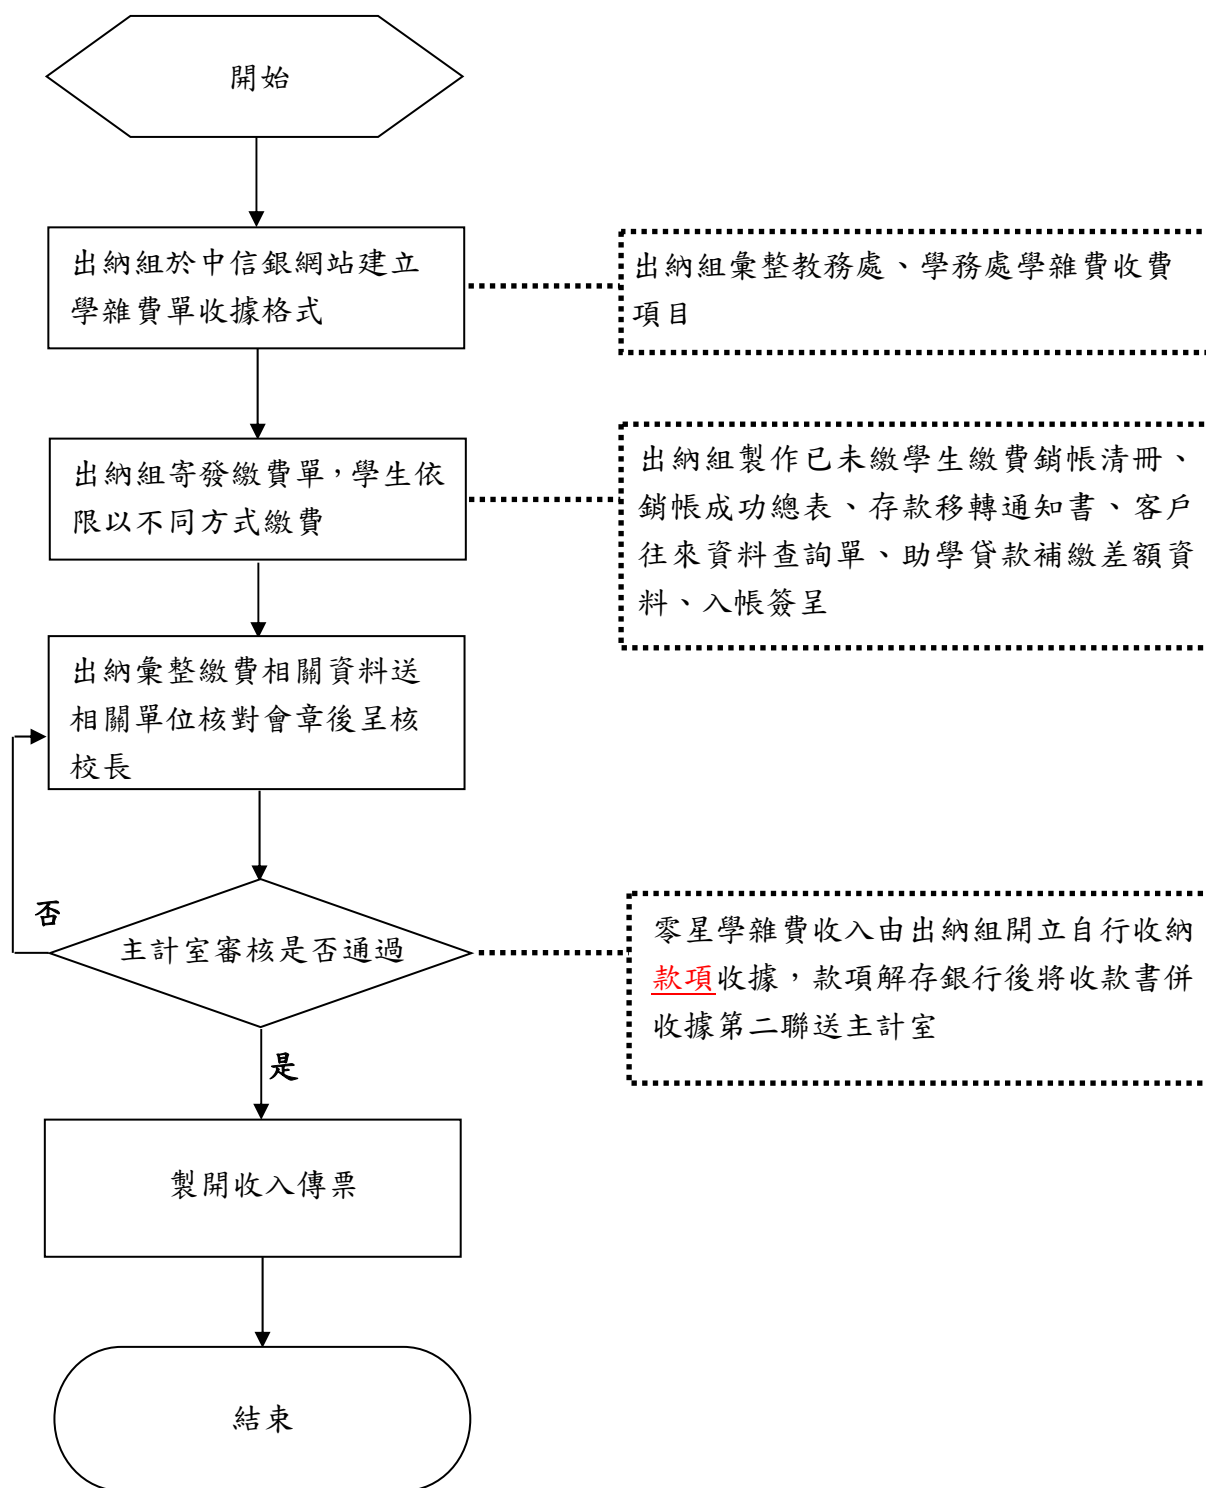 開始
出納組於中信銀網站建立
學雜費單收據格式
出納組彙整教務處、學務處學雜費收費
項目
出納組寄發繳費單，學生依
限以不同方式繳費
出納組製作已未繳學生繳費銷帳清冊、
銷帳成功總表、存款移轉通知書、客戶
往來資料查詢單、助學貸款補繳差額資
料、入帳簽呈
出納彙整繳費相關資料送
相關單位核對會章後呈核
校長
否
主計室審核是否通過
零星學雜費收入由出納組開立自行收納
款項收據，款項解存銀行後將收款書併
收據第二聯送主計室
是
製開收入傳票
結束